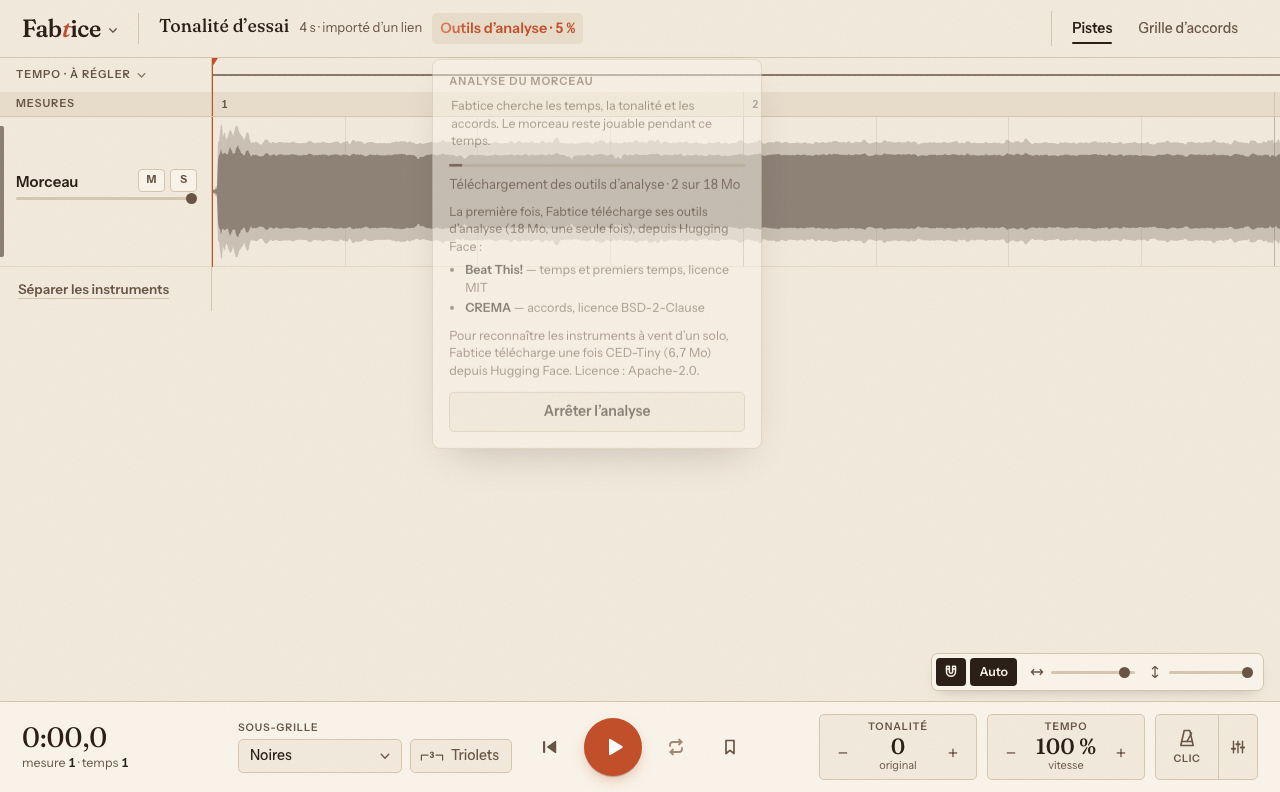 Fabtice
Tonalité d'essai
4 s · importé d'un lien
Outils d'analyse · 5 %
Pistes
Grille d'accords
TEMPO · À RÉGLER
MESURES
1
2
ANALYSE DU MORCEAU
Fabtice cherche les temps, la tonalité et les
accords. Le morceau reste jouable pendant ce
temps.
Téléchargement des outils d'analyse · 2 sur 18 Mo
La première fois, Fabtice télécharge ses outils
d'analyse (18 Mo, une seule fois), depuis Hugging
Face :
• Beat This! — temps et premiers temps, licence
MIT
• CREMA — accords, licence BSD-2-Clause
Pour reconnaître les instruments à vent d'un solo,
Fabtice télécharge une fois CED-Tiny (6,7 Mo)
depuis Hugging Face. Licence : Apache-2.0.
Arrêter l'analyse
Morceau
M
S
Séparer les instruments
Auto
0:00,0
mesure 1 · temps 1
SOUS-GRILLE
Noires
3
Triolets
TONALITÉ
− 0 +
original
TEMPO
− 100 % +
vitesse
CLIC